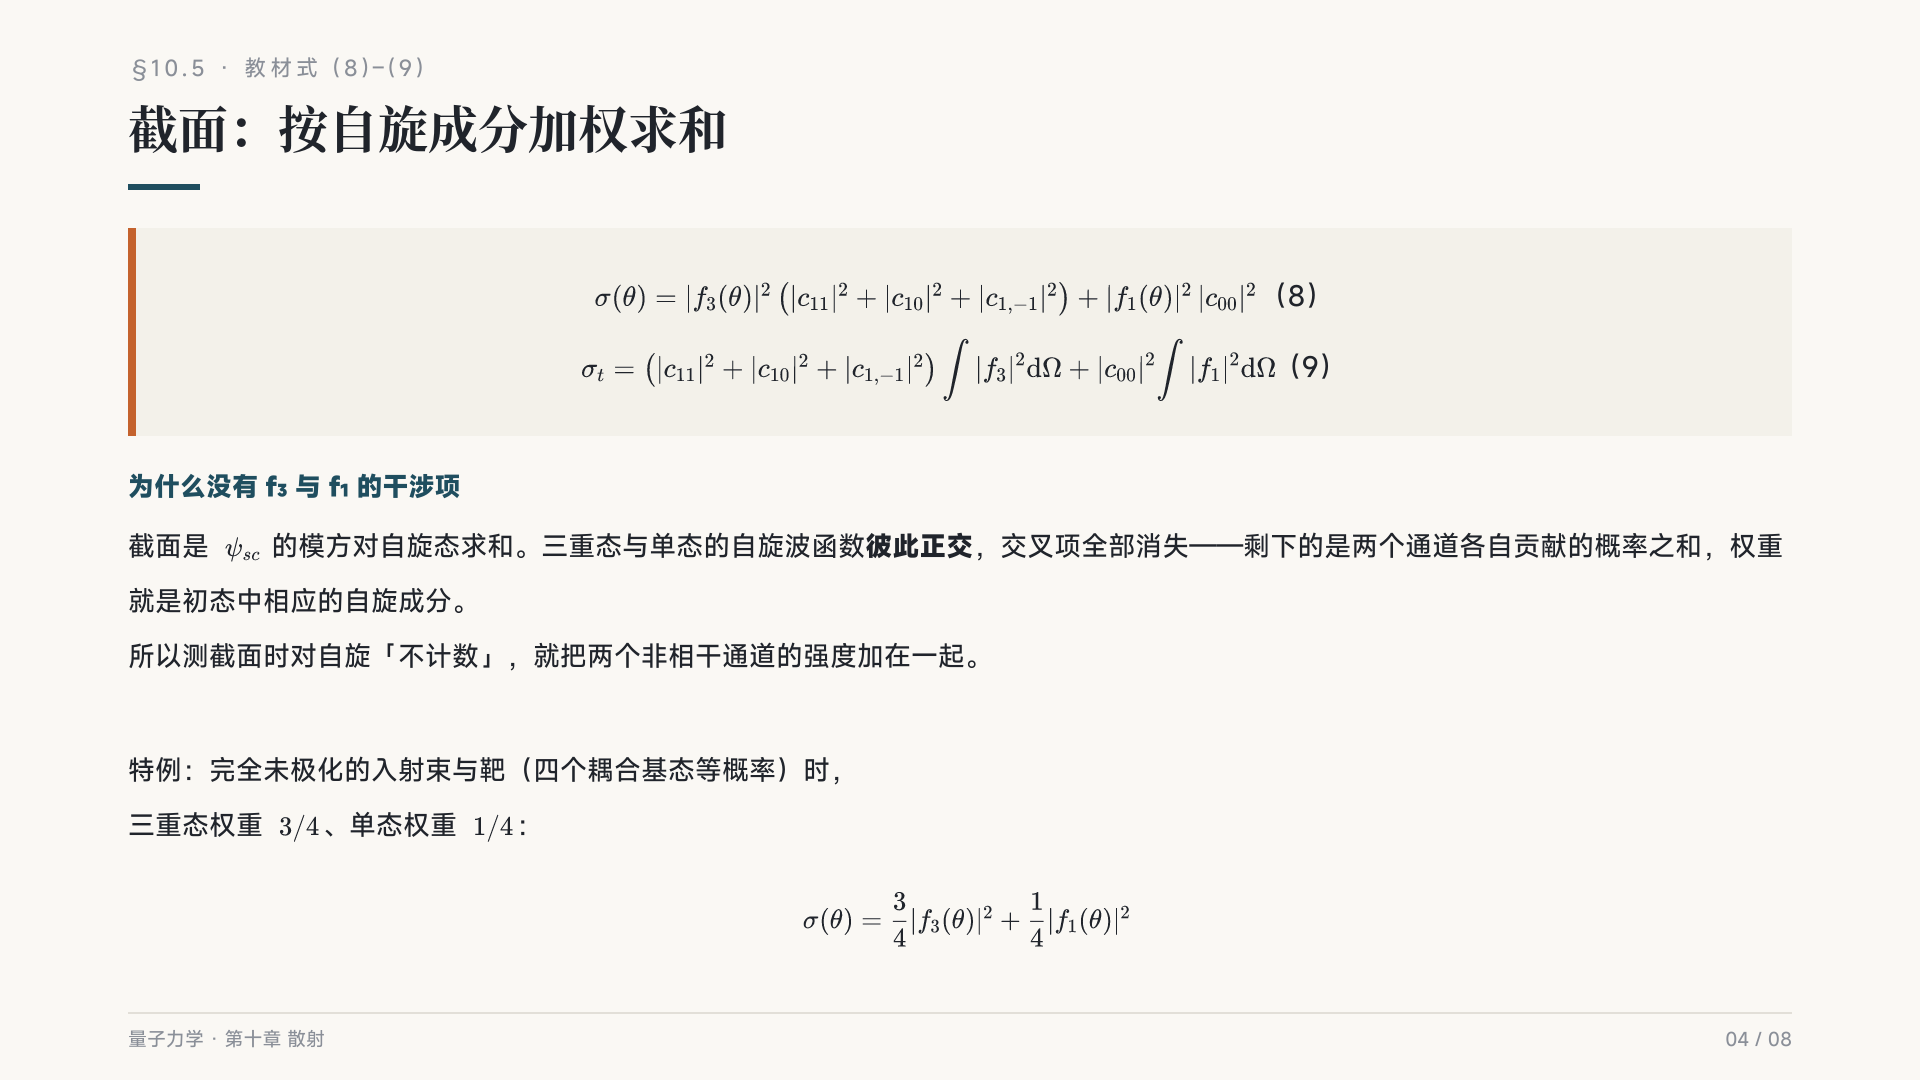 §10.5 · 教材式 (8)–(9)
截面：按自旋成分加权求和
σ(θ) = |f₃(θ)|² (|c₁₁|² + |c₁₀|² + |c₁,₋₁|²) + |f₁(θ)|² |c₀₀|² (8)
σₜ = (|c₁₁|² + |c₁₀|² + |c₁,₋₁|²) ∫ |f₃|²dΩ + |c₀₀|² ∫ |f₁|²dΩ (9)
为什么没有 f₃ 与 f₁ 的干涉项
截面是 ψ_sc 的模方对自旋态求和。三重态与单态的自旋波函数彼此正交，交叉项全部消失——剩下的是两个通道各自贡献的概率之和，权重
就是初态中相应的自旋成分。
所以测截面时对自旋「不计数」，就把两个非相干通道的强度加在一起。
特例：完全未极化的入射束与靶（四个耦合基态等概率）时，
三重态权重 3/4、单态权重 1/4：
σ(θ) = 3/4 |f₃(θ)|² + 1/4 |f₁(θ)|²
量子力学 · 第十章 散射
04 / 08